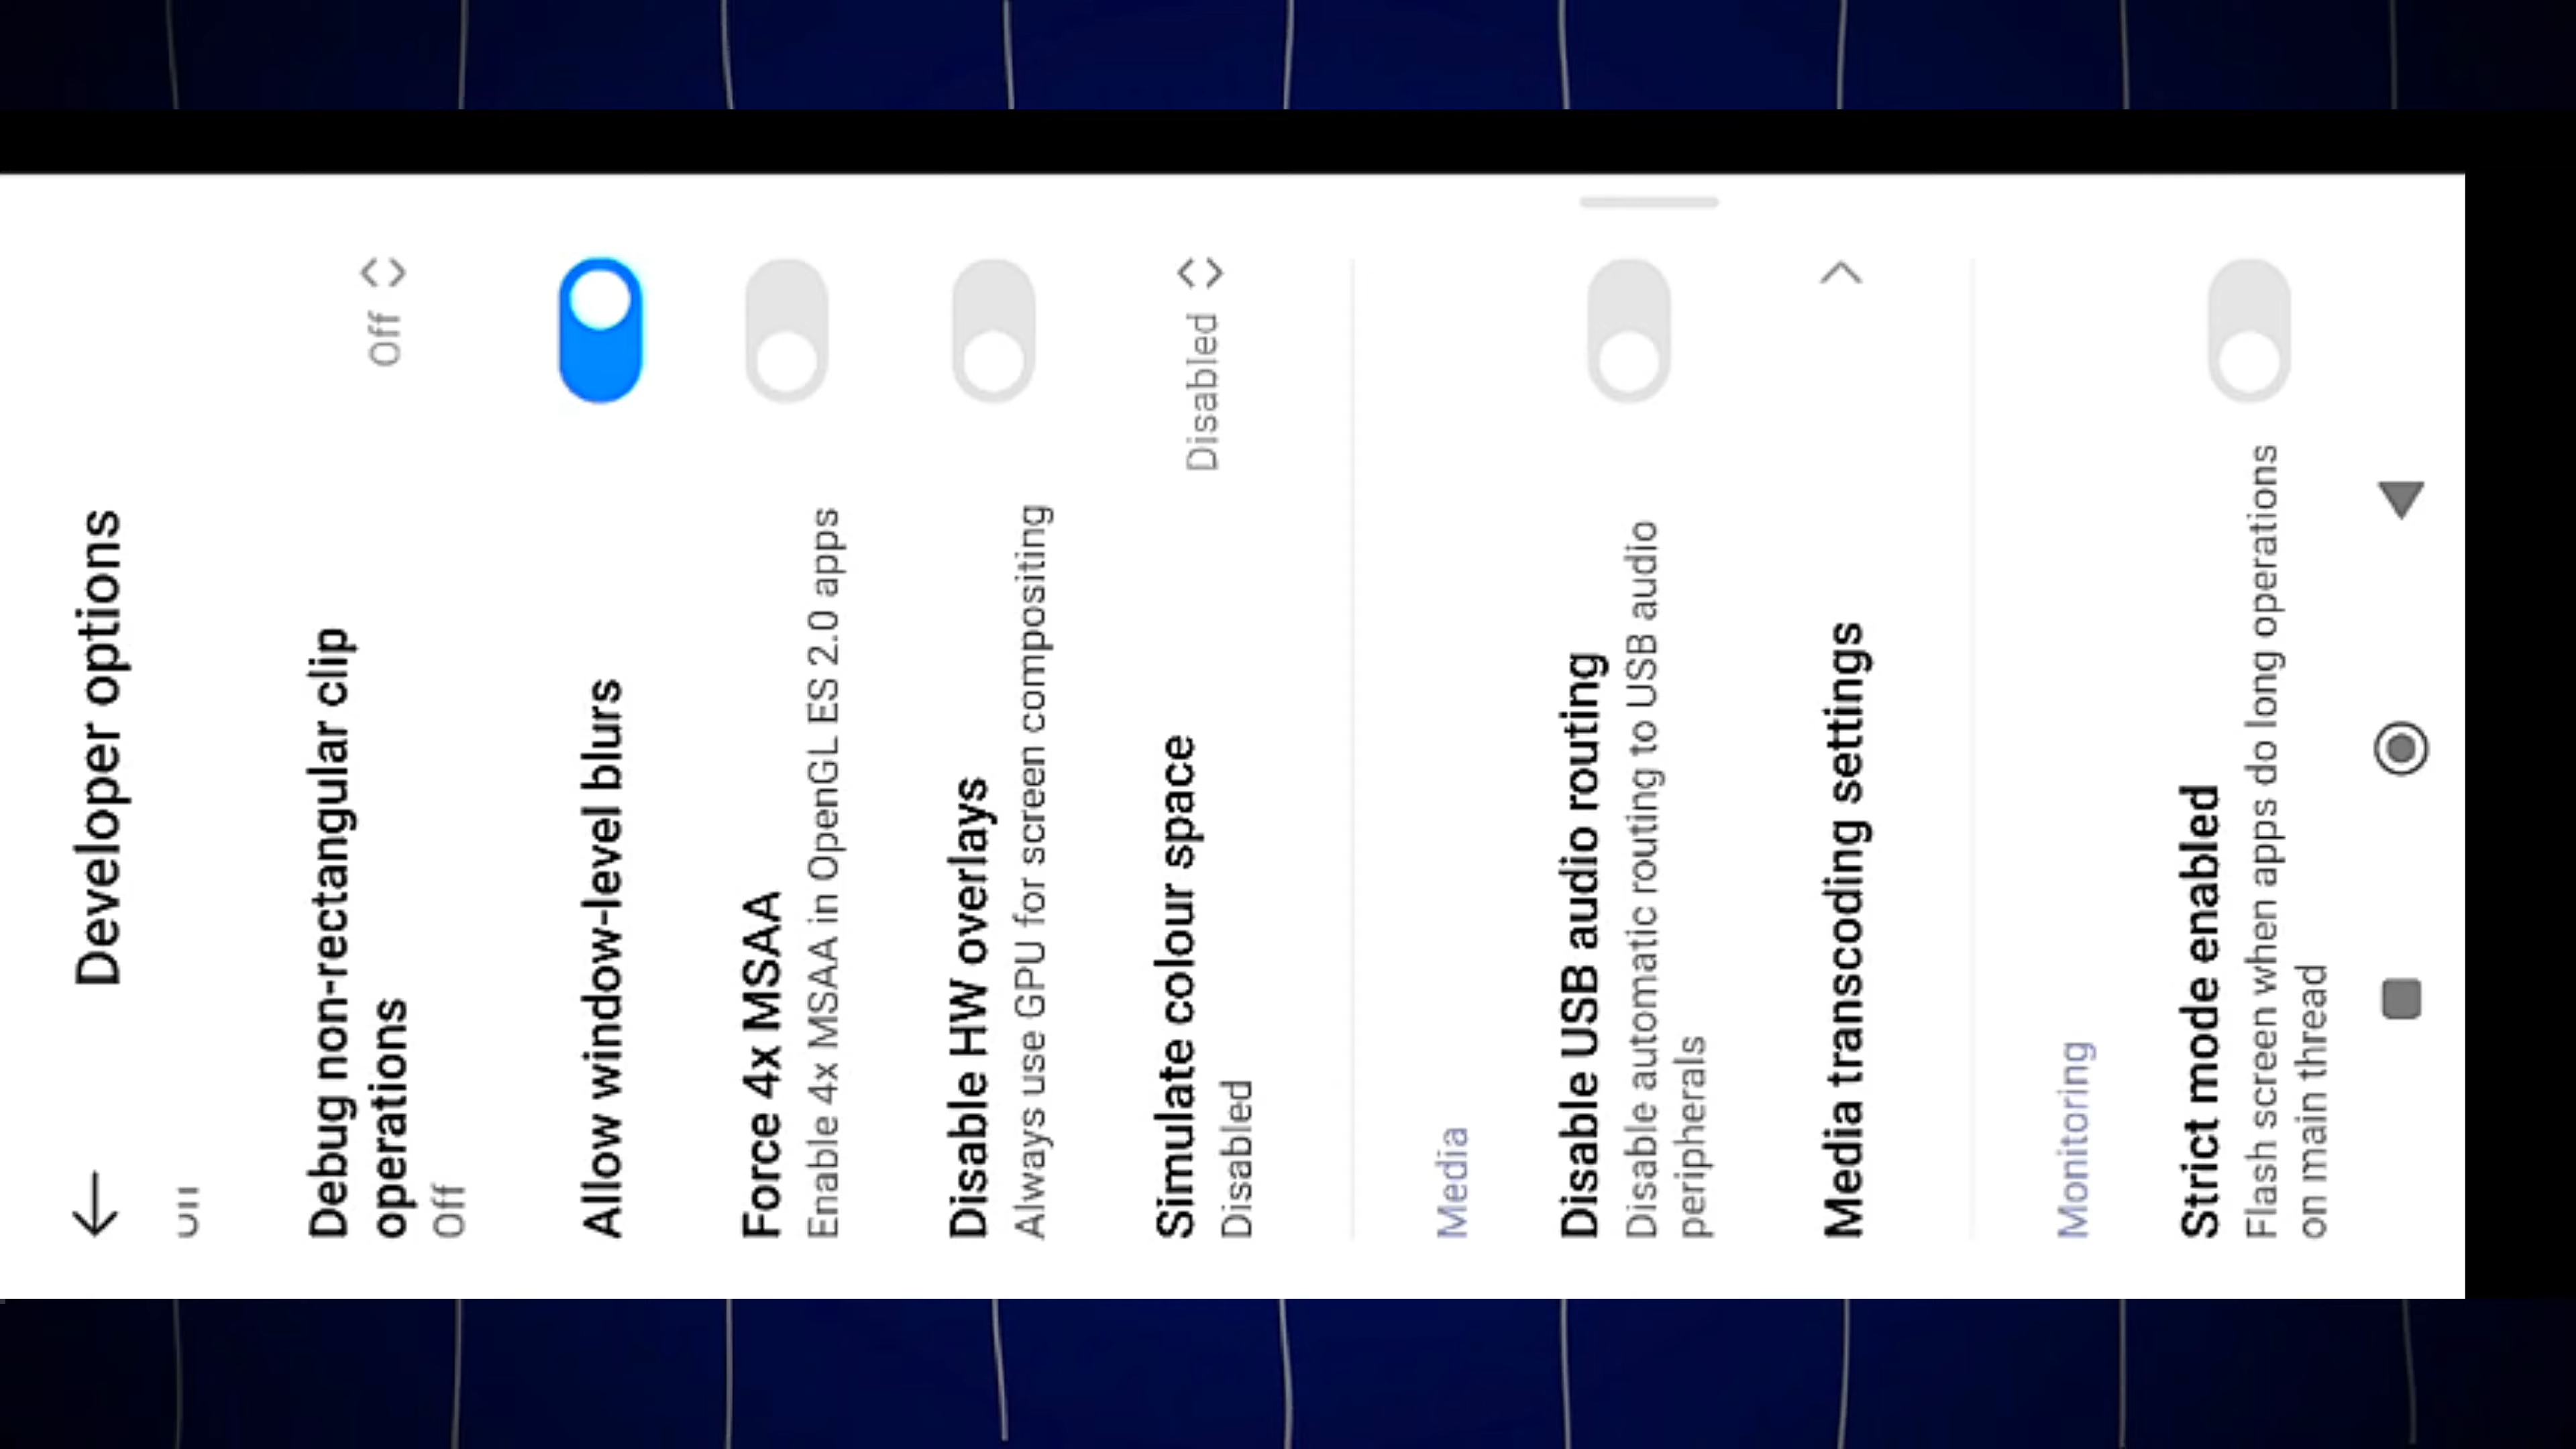 Developer options
Debug non-rectangular clip
operations
Off
Off
Allow window-level blurs
Force 4x MSAA
Enable 4x MSAA in OpenGL ES 2.0 apps
Disable HW overlays
Always use GPU for screen compositing
Simulate colour space
Disabled
Disabled
Media
Disable USB audio routing
Disable automatic routing to USB audio
peripherals
Media transcoding settings
Monitoring
Strict mode enabled
Flash screen when apps do long operations
on main thread